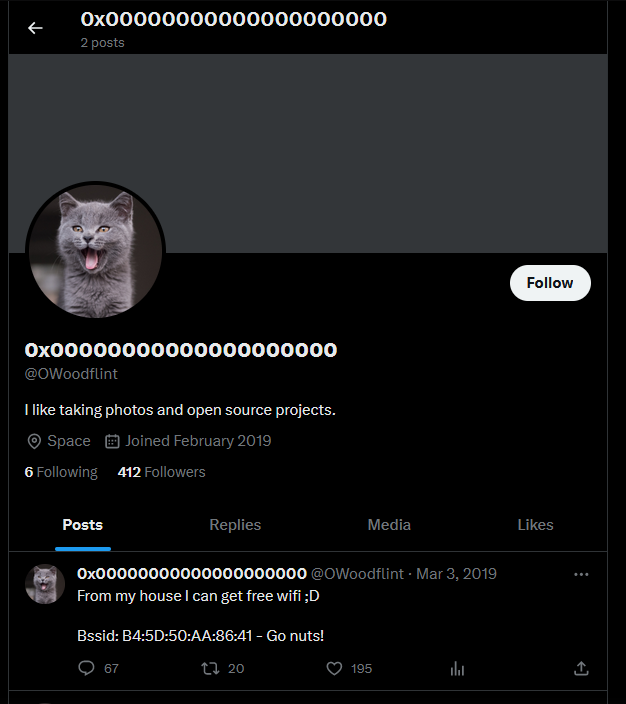 0x00000000000000000000
2 posts
Follow
0x00000000000000000000
@OWoodflint
I like taking photos and open source projects.
Space Joined February 2019
6 Following 412 Followers
Posts Replies Media Likes
0x00000000000000000000 @OWoodflint · Mar 3, 2019
From my house I can get free wifi ;D
Bssid: B4:5D:50:AA:86:41 - Go nuts!
67 20 195